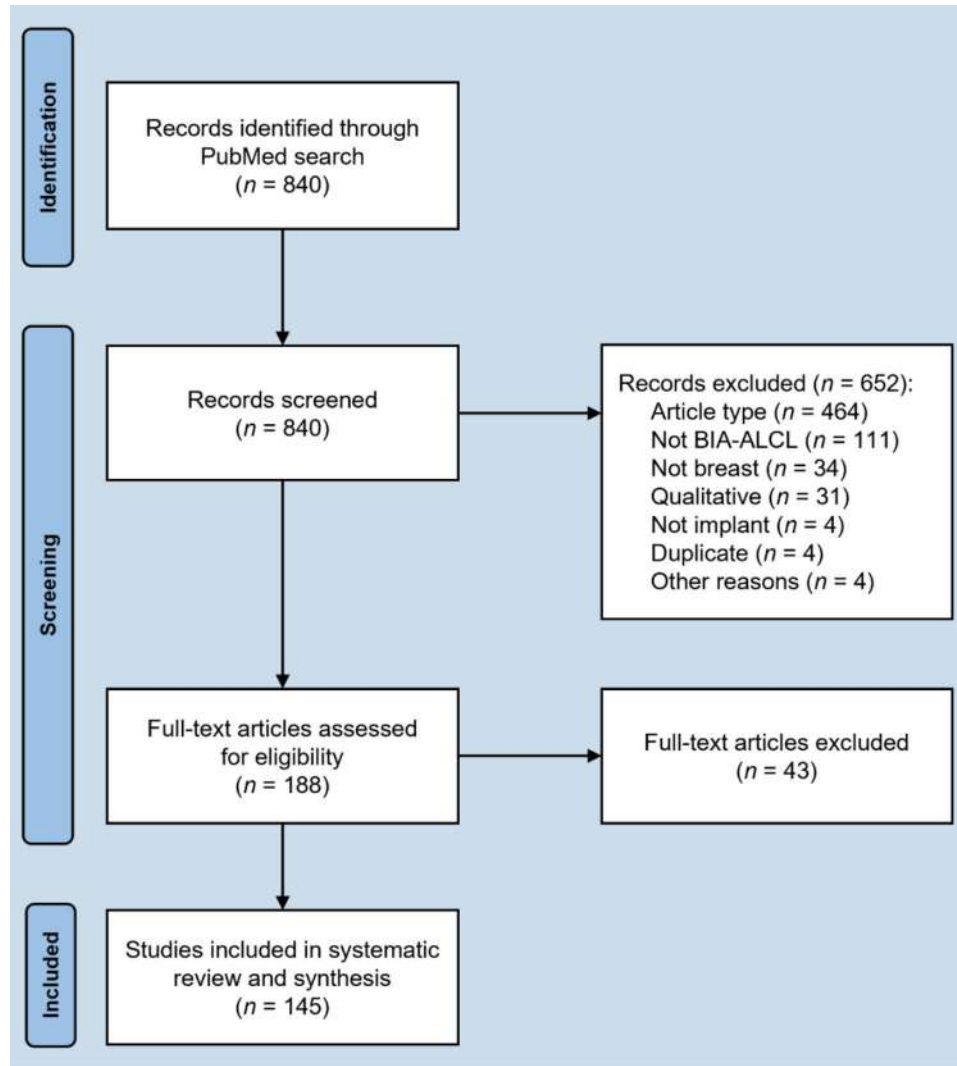 Identification
Records identified through
PubMed search
(n = 840)
Screening
Records screened
(n = 840)
Records excluded (n = 652):
Article type (n = 464)
Not BIA-ALCL (n = 111)
Not breast (n = 34)
Qualitative (n = 31)
Not implant (n = 4)
Duplicate (n = 4)
Other reasons (n = 4)
Full-text articles assessed
for eligibility
(n = 188)
Full-text articles excluded
(n = 43)
Included
Studies included in systematic
review and synthesis
(n = 145)